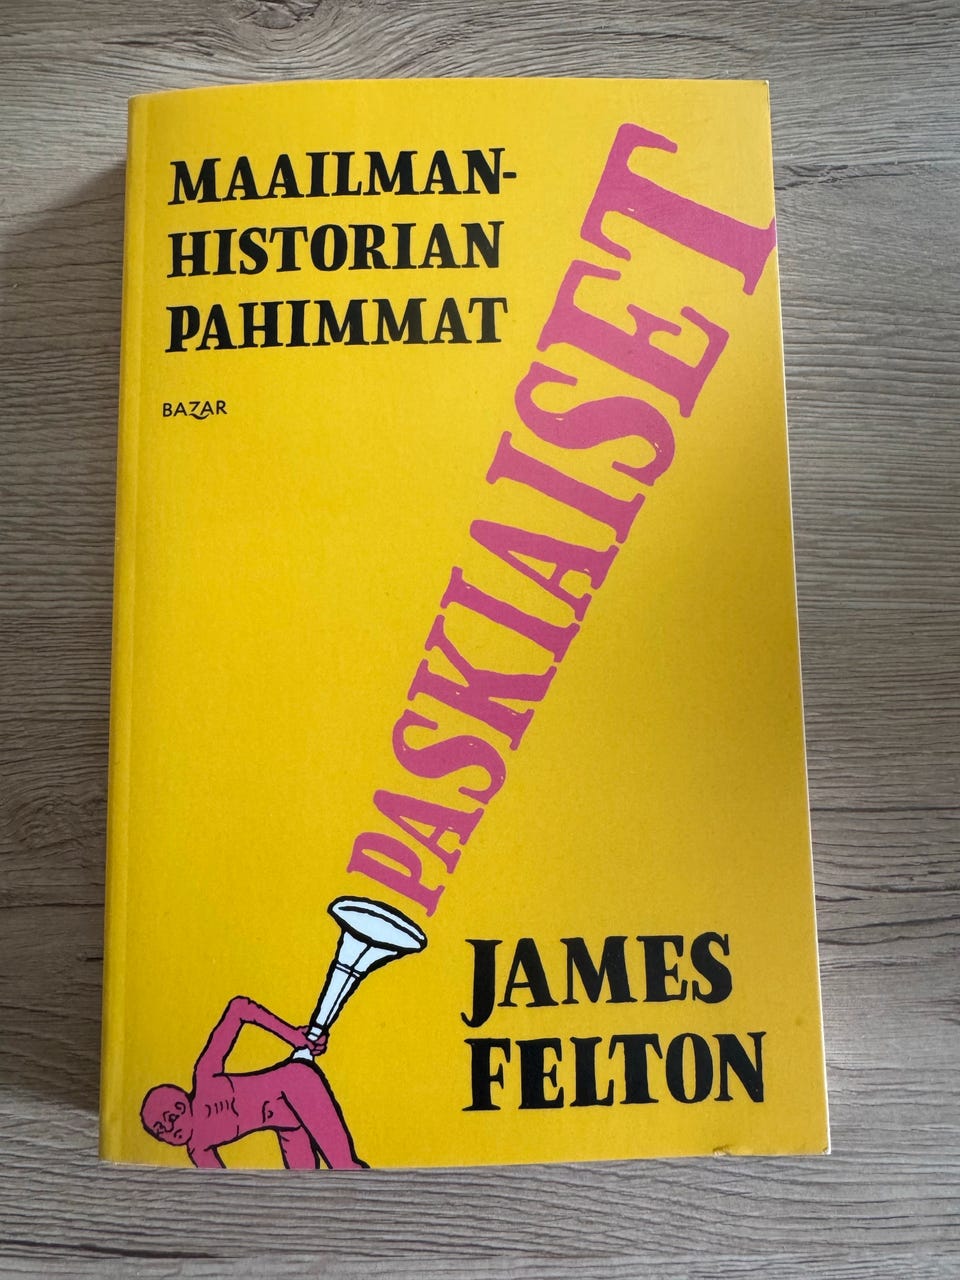 MAAILMAN-
HISTORIAN
PAHIMMAT
BAZAR
PASKIAISET
JAMES
FELTON